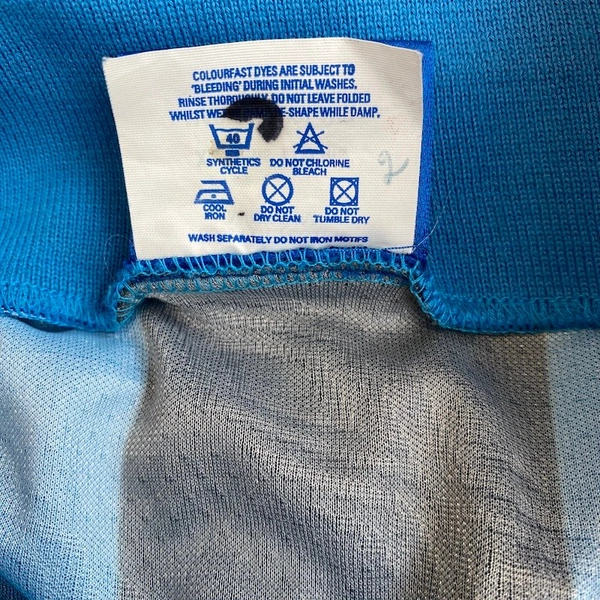 COLOURFAST DYES ARE SUBJECT TO
'BLEEDING' DURING INITIAL WASHES.
RINSE THOROUGHLY, DO NOT LEAVE FOLDED
WHILST WET E-SHAPE WHILE DAMP.
40
SYNTHETICS CYCLE
DO NOT CHLORINE BLEACH
COOL IRON
DO NOT DRY CLEAN
DO NOT TUMBLE DRY
WASH SEPARATELY DO NOT IRON MOTIFS
2